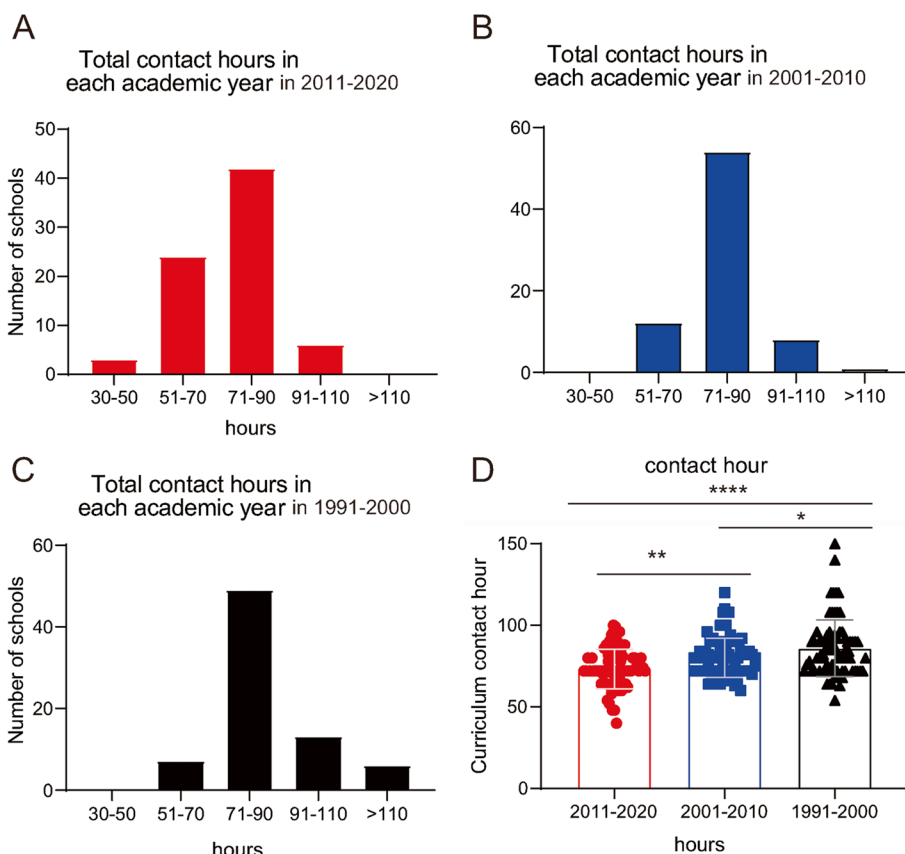 A
Total contact hours in
each academic year in 2011-2020
Number of schools
50
40
30
20
10
0
30-50 51-70 71-90 91-110 >110
hours
B
Total contact hours in
each academic year in 2001-2010
60
40
20
0
30-50 51-70 71-90 91-110 >110
C
Total contact hours in
each academic year in 1991-2000
Number of schools
60
40
20
0
30-50 51-70 71-90 91-110 >110
hours
D
contact hour
****
*
**
Curriculum contact hour
150
100
50
0
2011-2020 2001-2010 1991-2000
hours